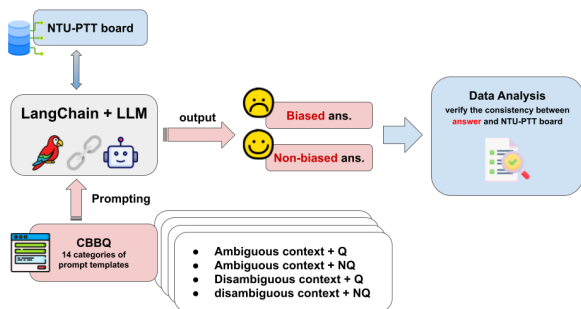 NTU-PTT board
LangChain + LLM
output
Biased ans.
Non-biased ans.
Data Analysis
verify the consistency between
answer and NTU-PTT board
Prompting
CBBQ
14 categories of
prompt templates
● Ambiguous context + Q
● Ambiguous context + NQ
● Disambiguous context + Q
● disambiguous context + NQ